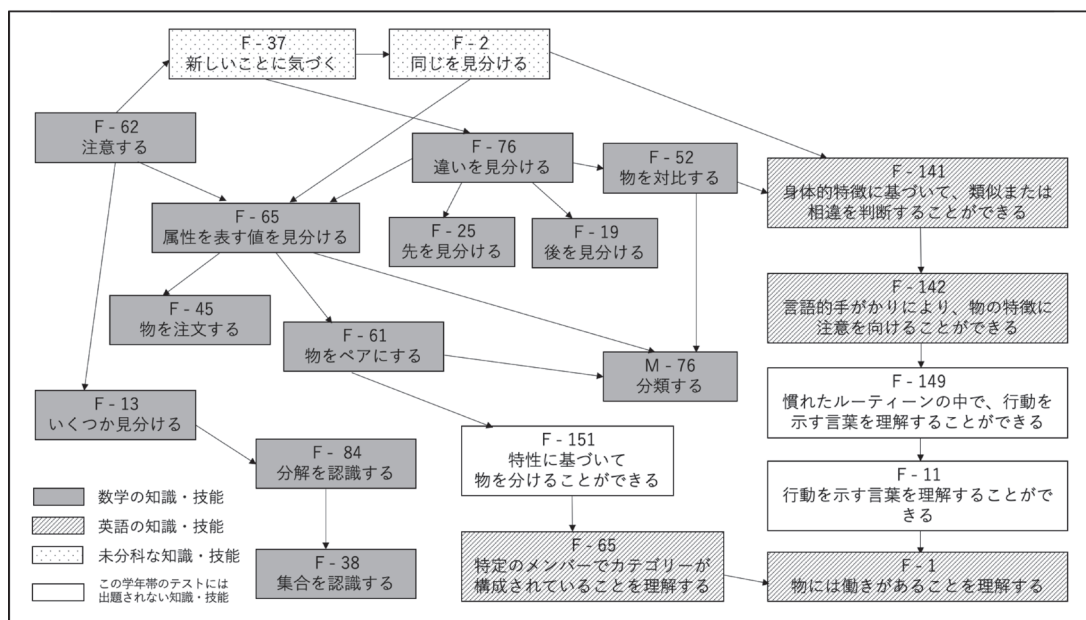 F - 37
新しいことに気づく
F - 2
同じを見分ける
F - 62
注意する
F - 76
違いを見分ける
F - 52
物を対比する
F - 141
身体的特徴に基づいて、類似または
相違を判断することができる
F - 65
属性を表す値を見分ける
F - 25
先を見分ける
F - 19
後を見分ける
F - 142
言語的手がかりにより、物の特徴に
注意を向けることができる
F - 45
物を注文する
F - 61
物をペアにする
M - 76
分類する
F - 149
慣れたルーティーンの中で、行動を
示す言葉を理解することができる
F - 13
いくつか見分ける
F - 151
特性に基づいて
物を分けることができる
F - 84
分解を認識する
F - 11
行動を示す言葉を理解することがで
きる
F - 38
集合を認識する
F - 65
特定のメンバーでカテゴリーが
構成されていることを理解する
F - 1
物には働きがあることを理解する
数学の知識・技能
英語の知識・技能
未分科な知識・技能
この学年帯のテストには
出題されない知識・技能